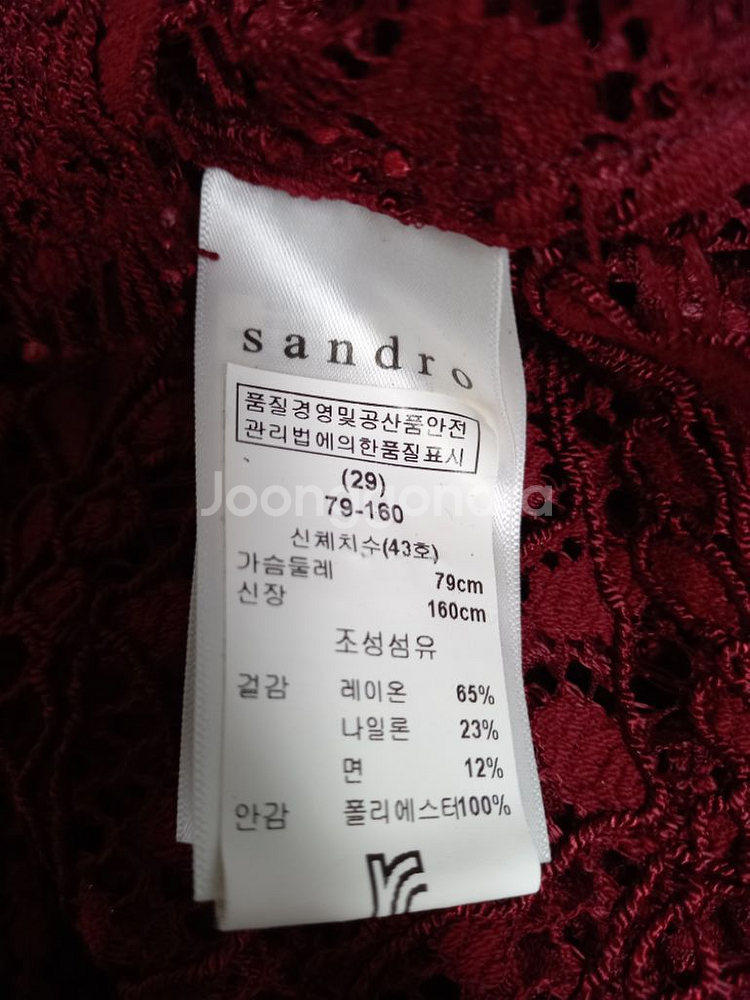 sandro
품질경영및공산품안전
관리법에의한품질표시
(29)
79-160
Joonggonara
신체치수(43호)
가슴둘레 79cm
신장 160cm
조성섬유
겉감 레이온 65%
나일론 23%
면 12%
안감 폴리에스터100%